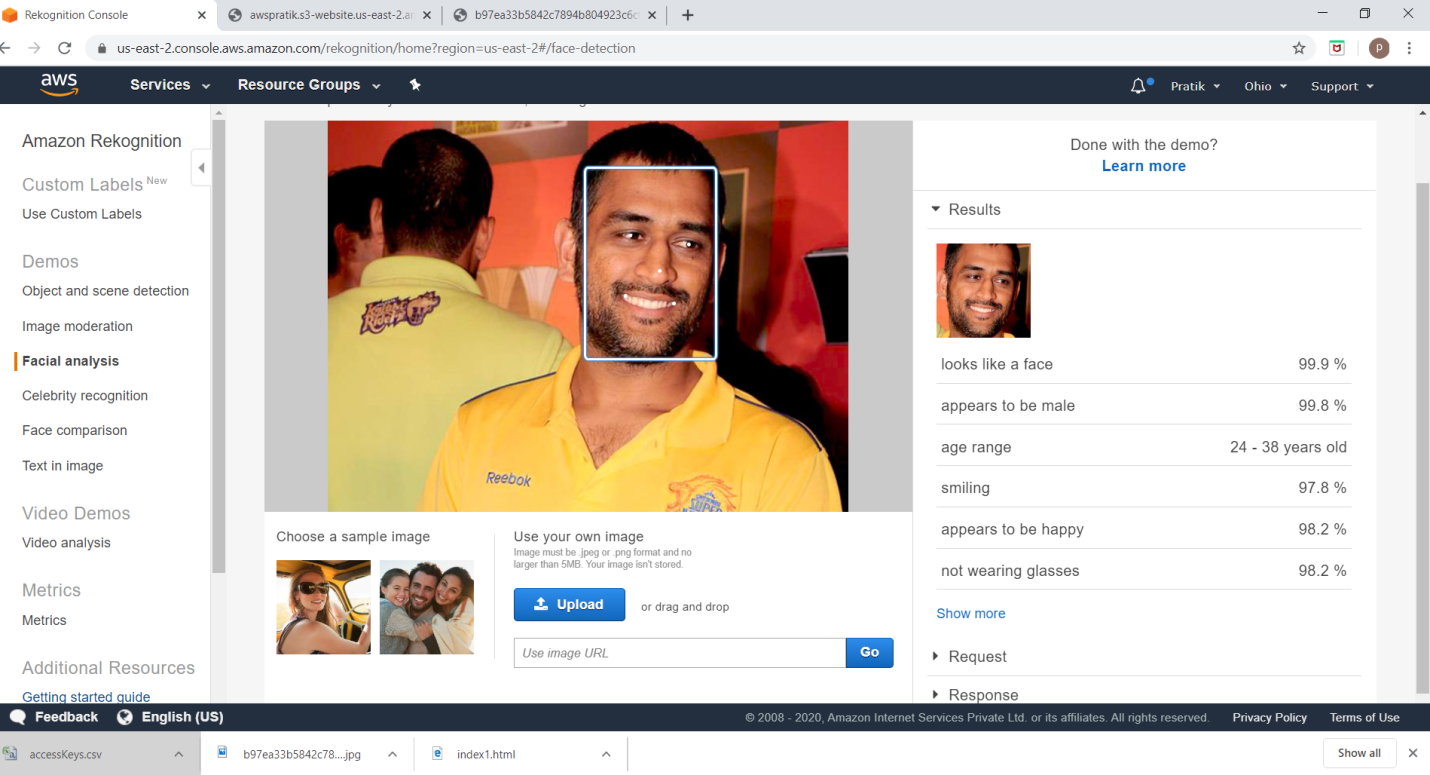 Rekognition Console
awspratik.s3-website.us-east-2.a
b97ea33b5842c7894b804923c6c
us-east-2.console.aws.amazon.com/rekognition/home?region=us-east-2#/face-detection
p
aws
Services
Resource Groups
Pratik
Ohio
Support
Amazon Rekognition
Custom Labels New
Use Custom Labels
Demos
Object and scene detection
Image moderation
Facial analysis
Celebrity recognition
Face comparison
Text in image
Video Demos
Video analysis
Metrics
Metrics
Additional Resources
Getting started guide
Reebok
SUPER
Choose a sample image
Use your own image
Image must be .jpeg or .png format and no
larger than 5MB. Your image isn't stored.
Upload
or drag and drop
Use image URL
Go
Done with the demo?
Learn more
Results
looks like a face 99.9 %
appears to be male 99.8 %
age range 24 - 38 years old
smiling 97.8 %
appears to be happy 98.2 %
not wearing glasses 98.2 %
Show more
Request
Response
Feedback
English (US)
© 2008 - 2020, Amazon Internet Services Private Ltd. or its affiliates. All rights reserved.
Privacy Policy
Terms of Use
accessKeys.csv
b97ea33b5842c78....jpg
index1.html
Show all